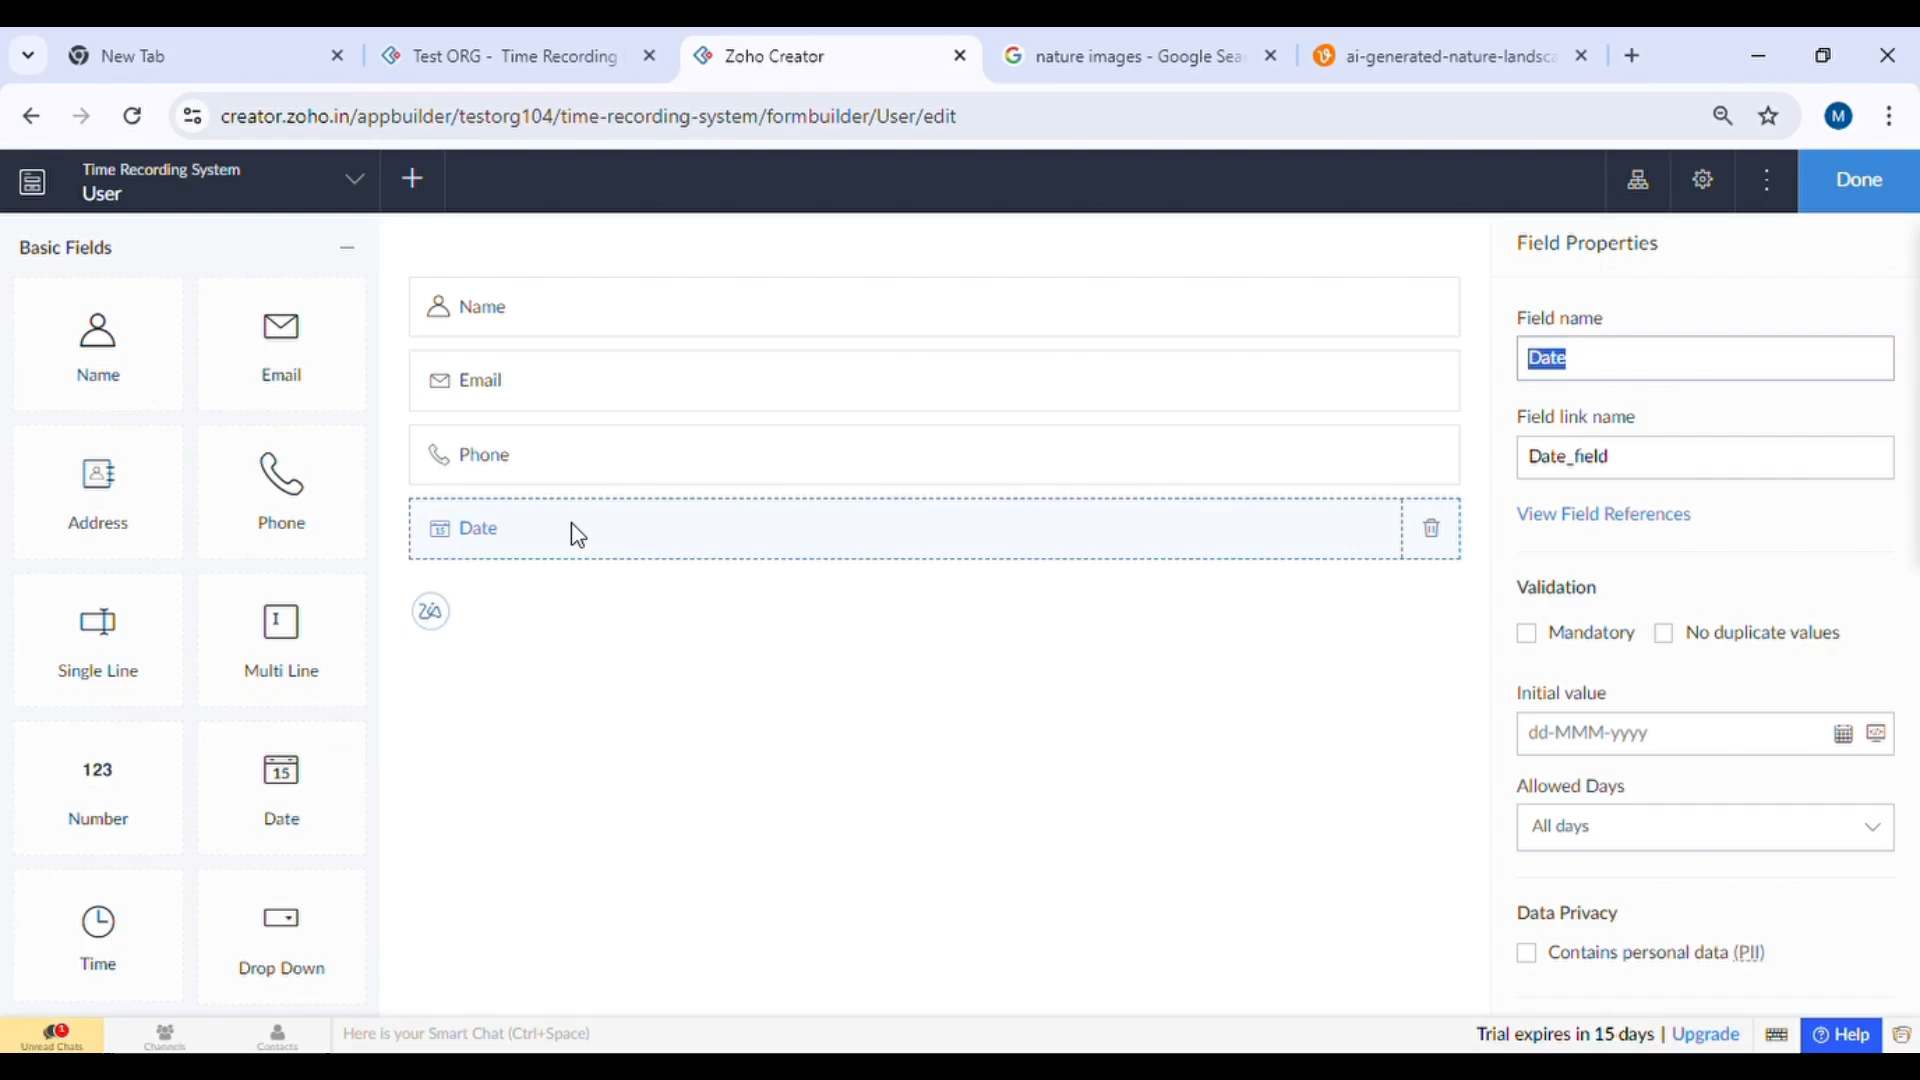 New Tab
Test ORG - Time Recording
Zoho Creator
nature images - Google Sea
ai-generated-nature-landsca
creator.zoho.in/appbuilder/testorg104/time-recording-system/formbuilder/User/edit
M
Time Recording System
User
Done
Basic Fields
Name
Email
Address
Phone
Single Line
Multi Line
123
Number
15
Date
Time
Drop Down
Name
Email
Phone
15 Date
Field Properties
Field name
Date
Field link name
Date_field
View Field References
Validation
Mandatory
No duplicate values
Initial value
dd-MMM-yyyy
Allowed Days
All days
Data Privacy
Contains personal data (PII)
1
Unread Chats
Channels
Contacts
Here is your Smart Chat (Ctrl+Space)
Trial expires in 15 days | Upgrade
Help